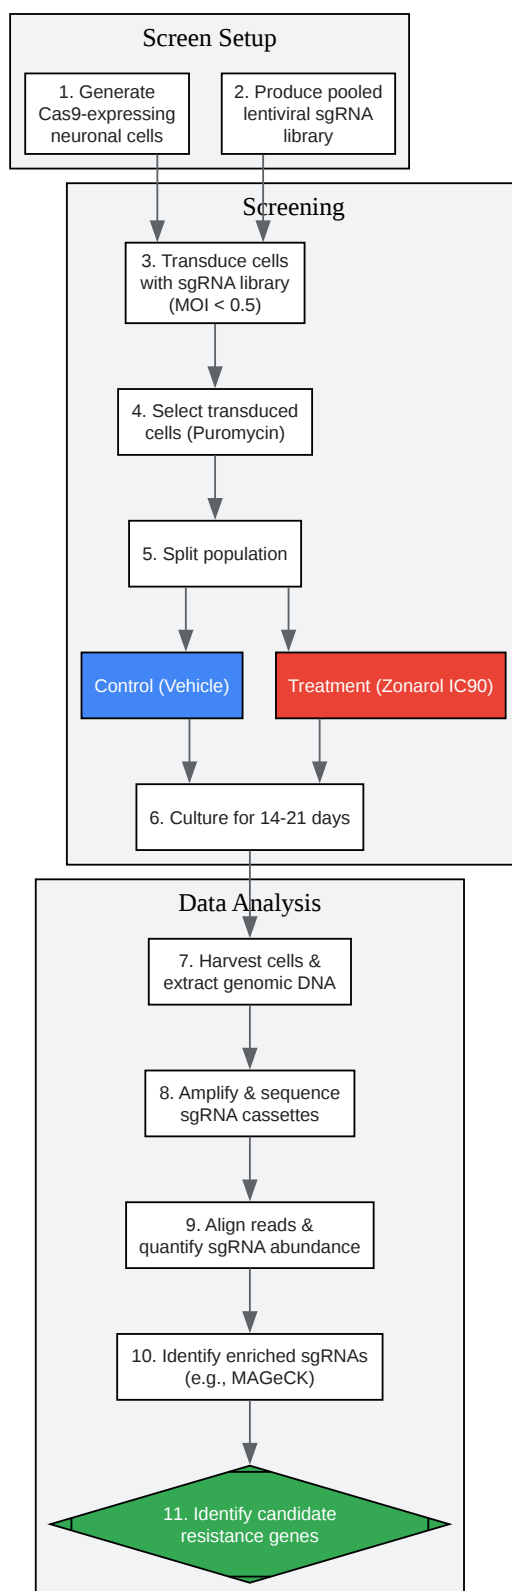 Screen Setup
1. Generate
Cas9-expressing
neuronal cells
2. Produce pooled
lentiviral sgRNA
library
Screening
3. Transduce cells
with sgRNA library
(MOI < 0.5)
4. Select transduced
cells (Puromycin)
5. Split population
Control (Vehicle)
Treatment (Zonarol IC90)
6. Culture for 14-21 days
Data Analysis
7. Harvest cells &
extract genomic DNA
8. Amplify & sequence
sgRNA cassettes
9. Align reads &
quantify sgRNA abundance
10. Identify enriched sgRNAs
(e.g., MAGeCK)
11. Identify candidate
resistance genes